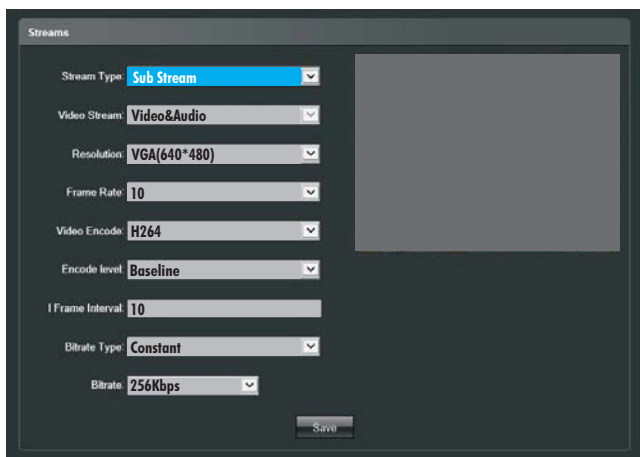 Streams
Stream Type: Sub Stream
Video Stream: Video&Audio
Resolution: VGA(640*480)
Frame Rate: 10
Video Encode: H264
Encode level: Baseline
I Frame Interval: 10
Bitrate Type: Constant
Bitrate: 256Kbps
Save